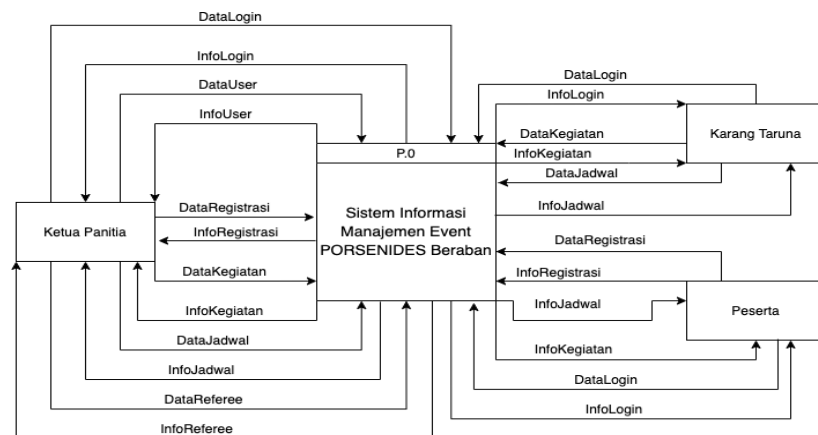 DataLogin
InfoLogin
DataUser
InfoUser
DataLogin
InfoLogin
DataKegiatan
Karang Taruna
P.0
InfoKegiatan
DataJadwal
InfoJadwal
Ketua Panitia
DataRegistrasi
InfoRegistrasi
DataKegiatan
InfoKegiatan
DataJadwal
InfoJadwal
DataReferee
InfoReferee
Sistem Informasi
Manajemen Event
PORSENIDES Beraban
DataRegistrasi
InfoRegistrasi
InfoJadwal
Peserta
InfoKegiatan
DataLogin
InfoLogin